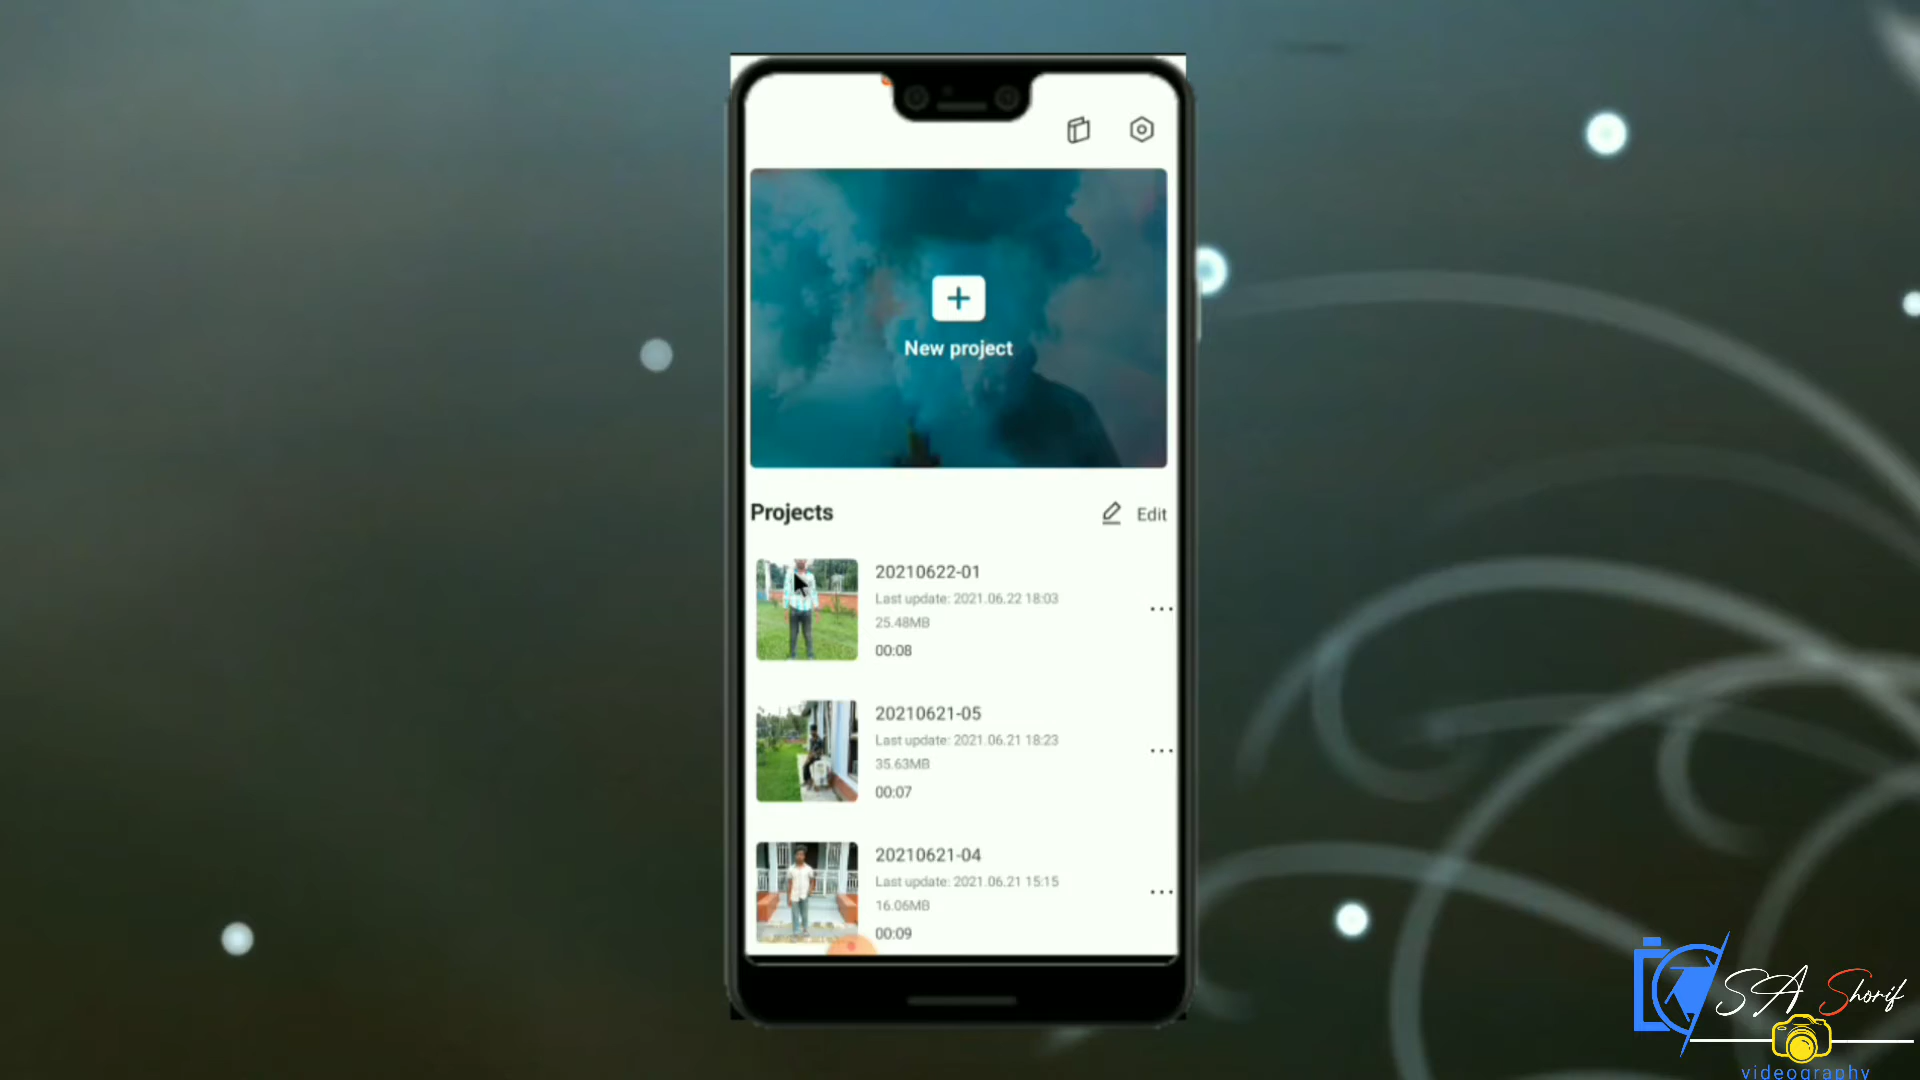 New project
Projects
Edit
20210622-01
Last update: 2021.06.22 18:03
25.48MB
00:08
20210621-05
Last update: 2021.06.21 18:23
35.63MB
00:07
20210621-04
Last update: 2021.06.21 15:15
16.06MB
00:09
SA Shorif
videography